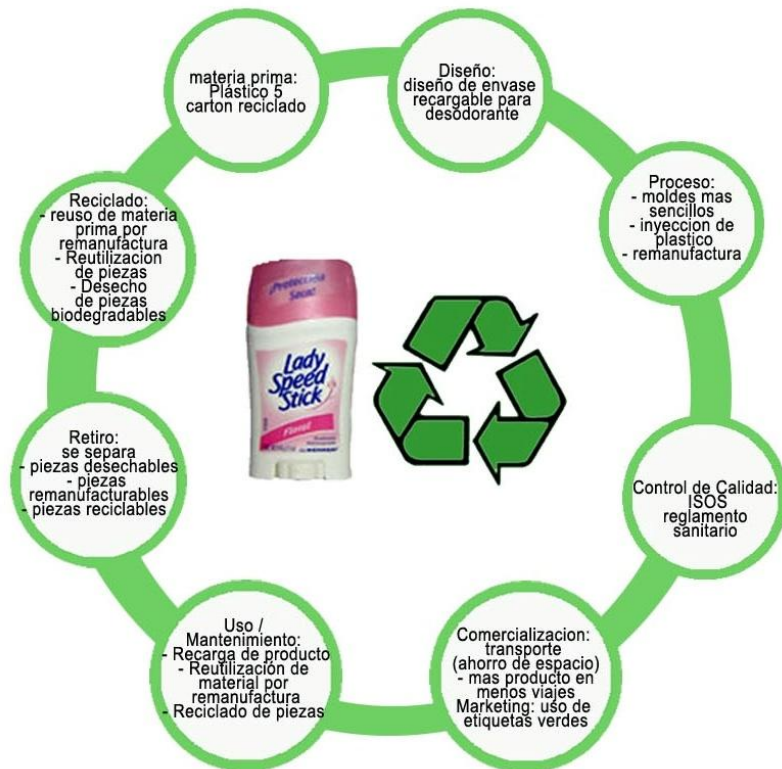 materia prima:
Plástico 5
carton reciclado
Diseño:
diseño de envase
recargable para
desodorante
Proceso:
- moldes mas
sencillos
- inyeccion de
plastico
- remanufactura
Control de Calidad:
ISOS
reglamento
sanitario
Comercializacion:
transporte
(ahorro de espacio)
- mas producto en
menos viajes
Marketing: uso de
etiquetas verdes
Uso /
Mantenimiento:
- Recarga de producto
- Reutilización de
material por
remanufactura
- Reciclado de piezas
Retiro:
se separa
- piezas desechables
- piezas
remanufacturables
- piezas reciclables
Reciclado:
- reuso de materia
prima por
remanufactura
- Reutilizacion
de piezas
- Desecho
de piezas
biodegradables
¡Protección
Seca!
Lady
Speed
Stick
Floral